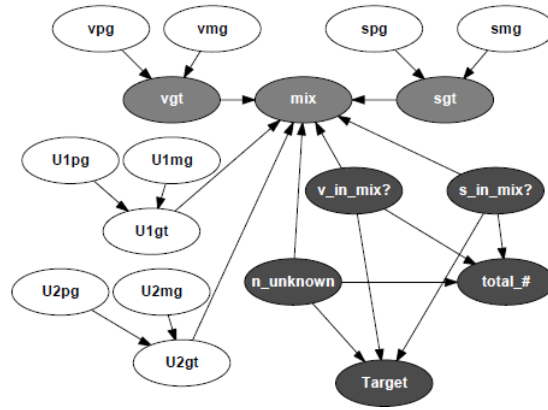 vpg
vmg
spg
smg
vgt
mix
sgt
U1pg
U1mg
v_in_mix?
s_in_mix?
U1gt
U2pg
U2mg
n_unknown
total_#
U2gt
Target